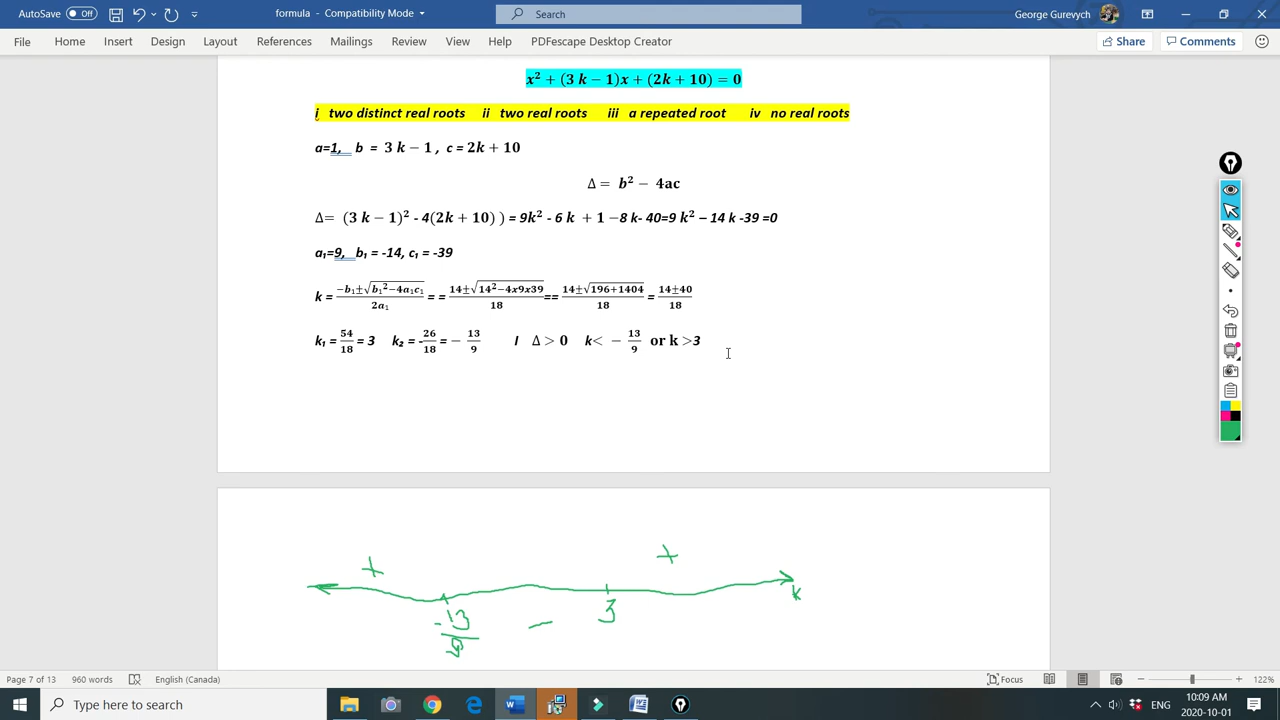 AutoSave Off formula - Compatibility Mode Search George Gurevych
File Home Insert Design Layout References Mailings Review View Help PDFescape Desktop Creator Share Comments
x² + (3 k − 1)x + (2k + 10) = 0
i two distinct real roots ii two real roots iii a repeated root iv no real roots
a=1, b = 3 k − 1 , c = 2k + 10
Δ = b² − 4ac
Δ= (3 k − 1)² - 4(2k + 10) ) = 9k² - 6 k + 1 −8 k- 40=9 k² − 14 k -39 =0
a₁=9, b₁ = -14, c₁ = -39
k = (−b₁±√(b₁²−4a₁c₁))/(2a₁) = = (14±√(14²−4x9x39))/18 == (14±√(196+1404))/18 = (14±40)/18
k₁ = 54/18 = 3 k₂ = -26/18 = − 13/9 I Δ > 0 k< − 13/9 or k >3
+ +
k
-13/9 − 3
Page 7 of 13 960 words English (Canada) Focus 122%
Type here to search ENG 10:09 AM
2020-10-01